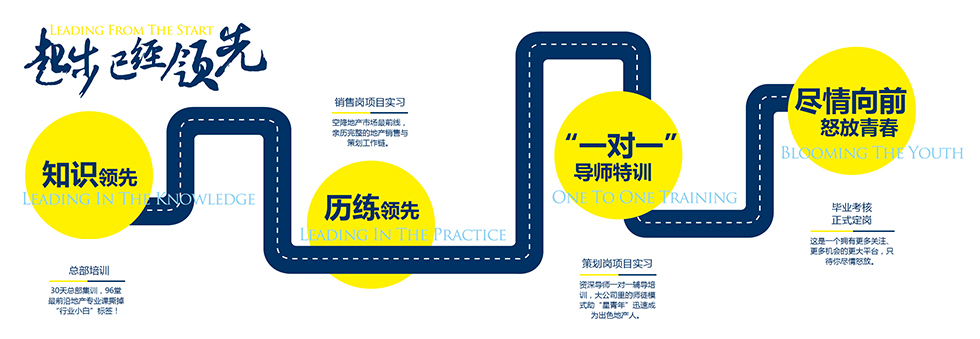 LEADING FROM THE START
起步已经领先
知识领先
LEADING IN THE KNOWLEDGE
总部培训
30天总部集训，96堂
最前沿地产专业课撕掉
“行业小白”标签！
销售岗项目实习
空降地产市场最前线，
亲历完整的地产销售与
策划工作链。
历练领先
LEADING IN THE PRACTICE
“一对一”
导师特训
ONE TO ONE TRAINING
策划岗项目实习
资深导师一对一辅导培
训，大公司里的师徒模
式助“星青年”迅速成
为出色地产人。
尽情向前
怒放青春
BLOOMING THE YOUTH
毕业考核
正式定岗
这是一个拥有更多关注、
更多机会的更大平台，只
待你尽情怒放。